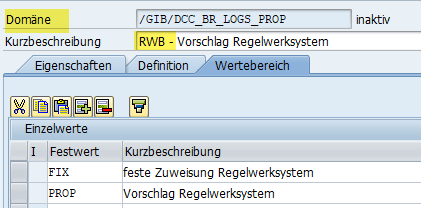 Domäne /GIB/DCC_BR_LOGS_PROP inaktiv
Kurzbeschreibung RWB - Vorschlag Regelwerksystem
Eigenschaften Definition Wertebereich
Einzelwerte
I Festwert Kurzbeschreibung
FIX feste Zuweisung Regelwerksystem
PROP Vorschlag Regelwerksystem